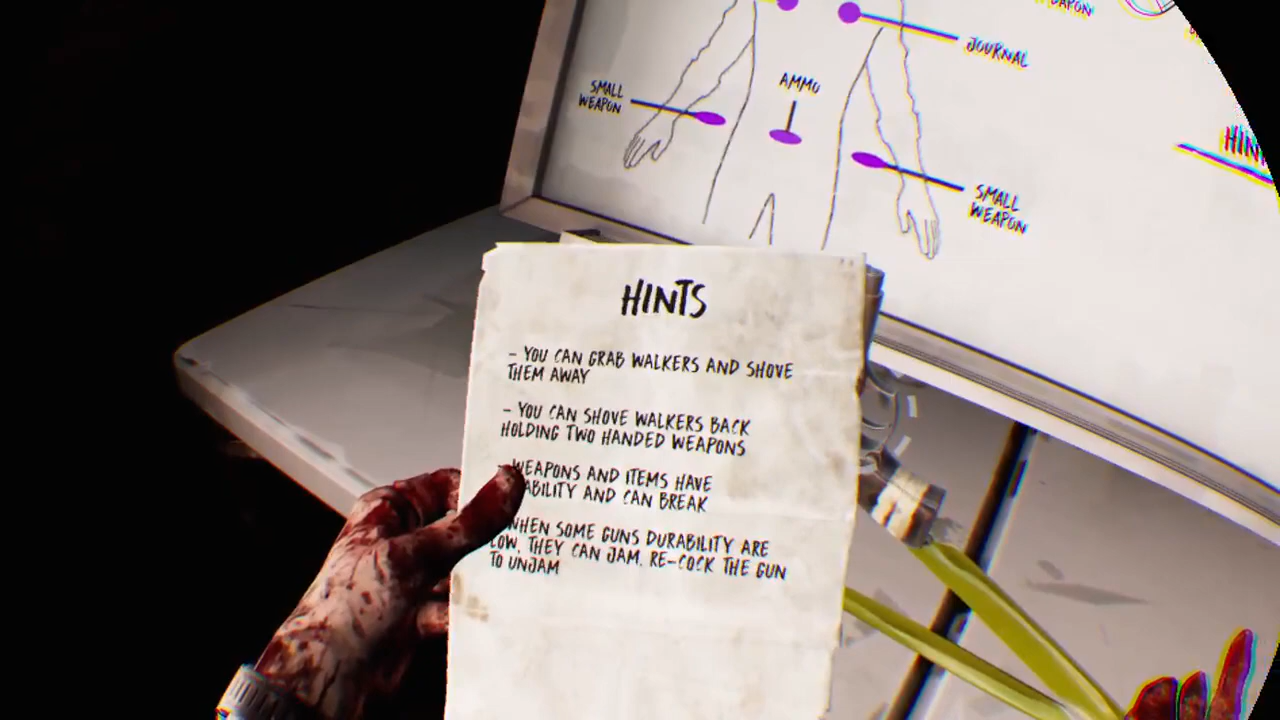 JOURNAL
AMMO
SMALL
WEAPON
SMALL
WEAPON
HINTS
- YOU CAN GRAB WALKERS AND SHOVE
THEM AWAY
- YOU CAN SHOVE WALKERS BACK
HOLDING TWO HANDED WEAPONS
WEAPONS AND ITEMS HAVE
ABILITY AND CAN BREAK
WHEN SOME GUNS DURABILITY ARE
LOW, THEY CAN JAM. RE-COCK THE GUN
TO UNJAM